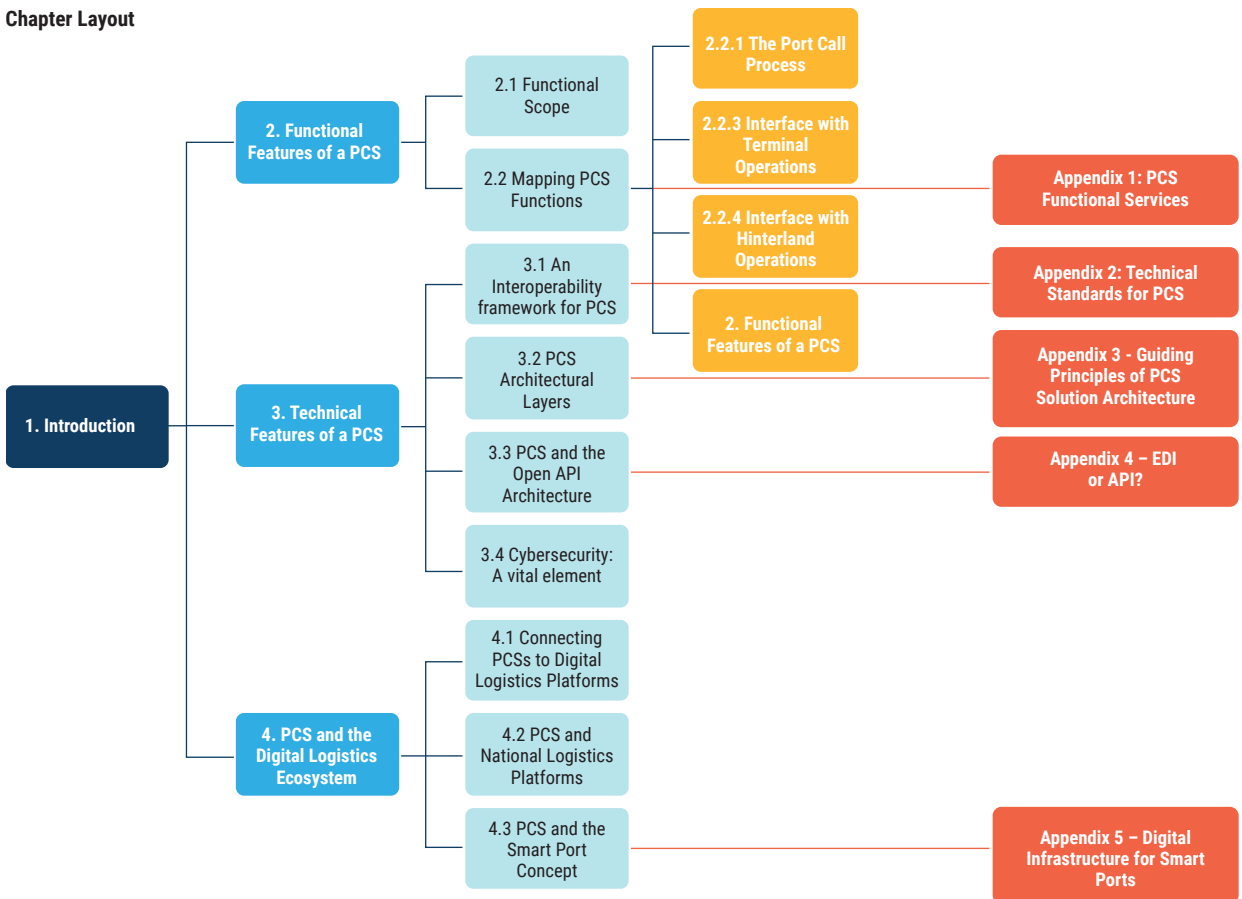 Chapter Layout
1. Introduction
2. Functional
Features of a PCS
2.1 Functional
Scope
2.2 Mapping PCS
Functions
2.2.1 The Port Call
Process
2.2.3 Interface with
Terminal
Operations
2.2.4 Interface with
Hinterland
Operations
2. Functional
Features of a PCS
Appendix 1: PCS
Functional Services
3. Technical
Features of a PCS
3.1 An
Interoperability
framework for PCS
Appendix 2: Technical
Standards for PCS
3.2 PCS
Architectural
Layers
Appendix 3 - Guiding
Principles of PCS
Solution Architecture
3.3 PCS and the
Open API
Architecture
Appendix 4 – EDI
or API?
3.4 Cybersecurity:
A vital element
4. PCS and the
Digital Logistics
Ecosystem
4.1 Connecting
PCSs to Digital
Logistics Platforms
4.2 PCS and
National Logistics
Platforms
4.3 PCS and the
Smart Port
Concept
Appendix 5 – Digital
Infrastructure for Smart
Ports